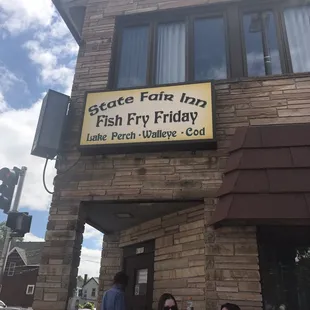 State Fair Inn
Fish Fry Friday
Lake Perch - Walleye - Cod